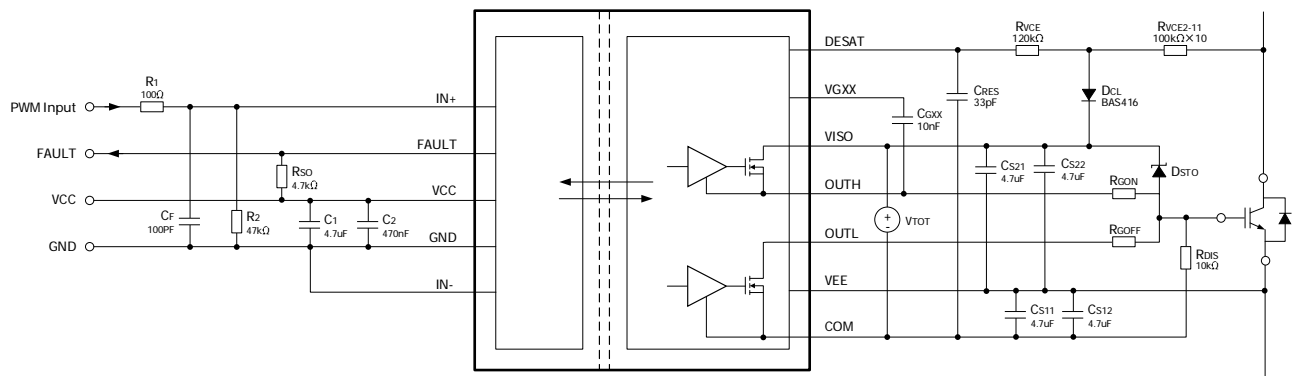 PWM Input
FAULT
VCC
GND
R1
100Ω
CF
100PF
R2
47kΩ
RSO
4.7kΩ
C1
4.7uF
C2
470nF
IN+
FAULT
VCC
GND
IN-
DESAT
VGXX
VISO
OUTH
OUTL
VEE
COM
RVCE
120kΩ
RVCE2-11
100kΩ×10
CRES
33pF
DCL
BAS416
CGXX
10nF
CS21
4.7uF
CS22
4.7uF
DSTO
RGON
+
-
VTOT
RGOFF
RDIS
10kΩ
CS11
4.7uF
CS12
4.7uF